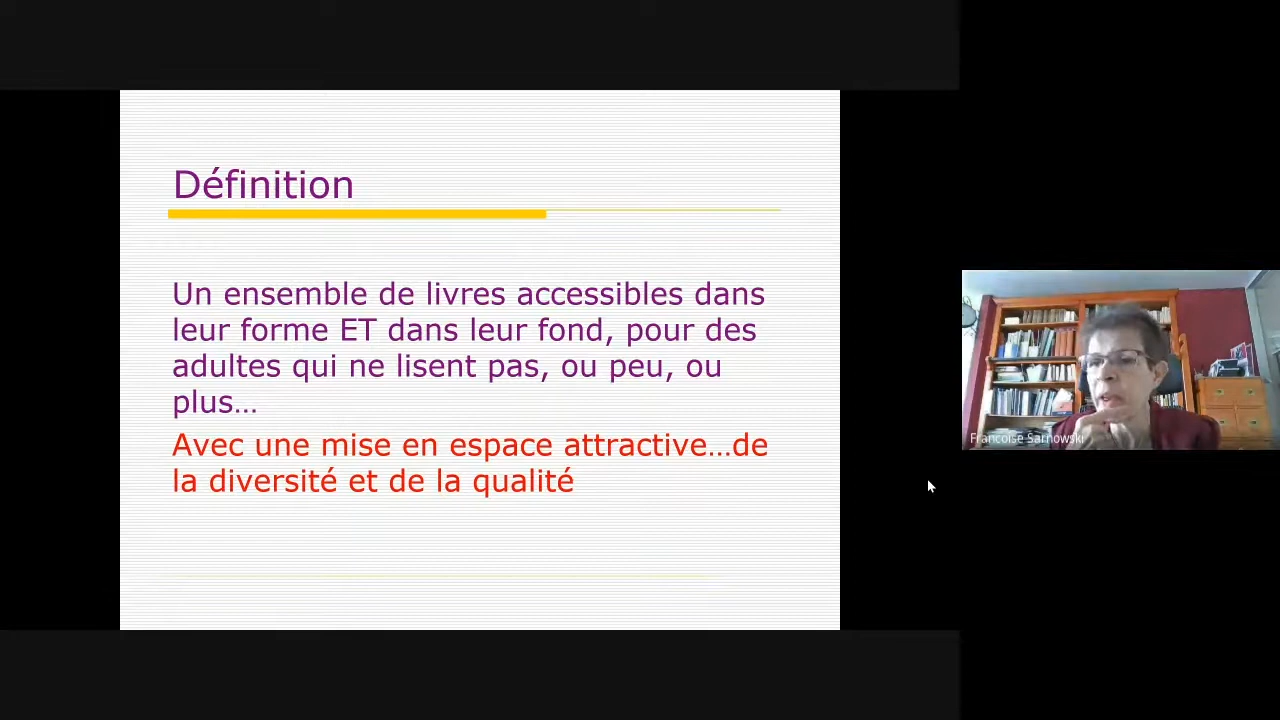 Définition
Un ensemble de livres accessibles dans
leur forme ET dans leur fond, pour des
adultes qui ne lisent pas, ou peu, ou
plus…
Avec une mise en espace attractive…de
la diversité et de la qualité
Francoise Sarnowski